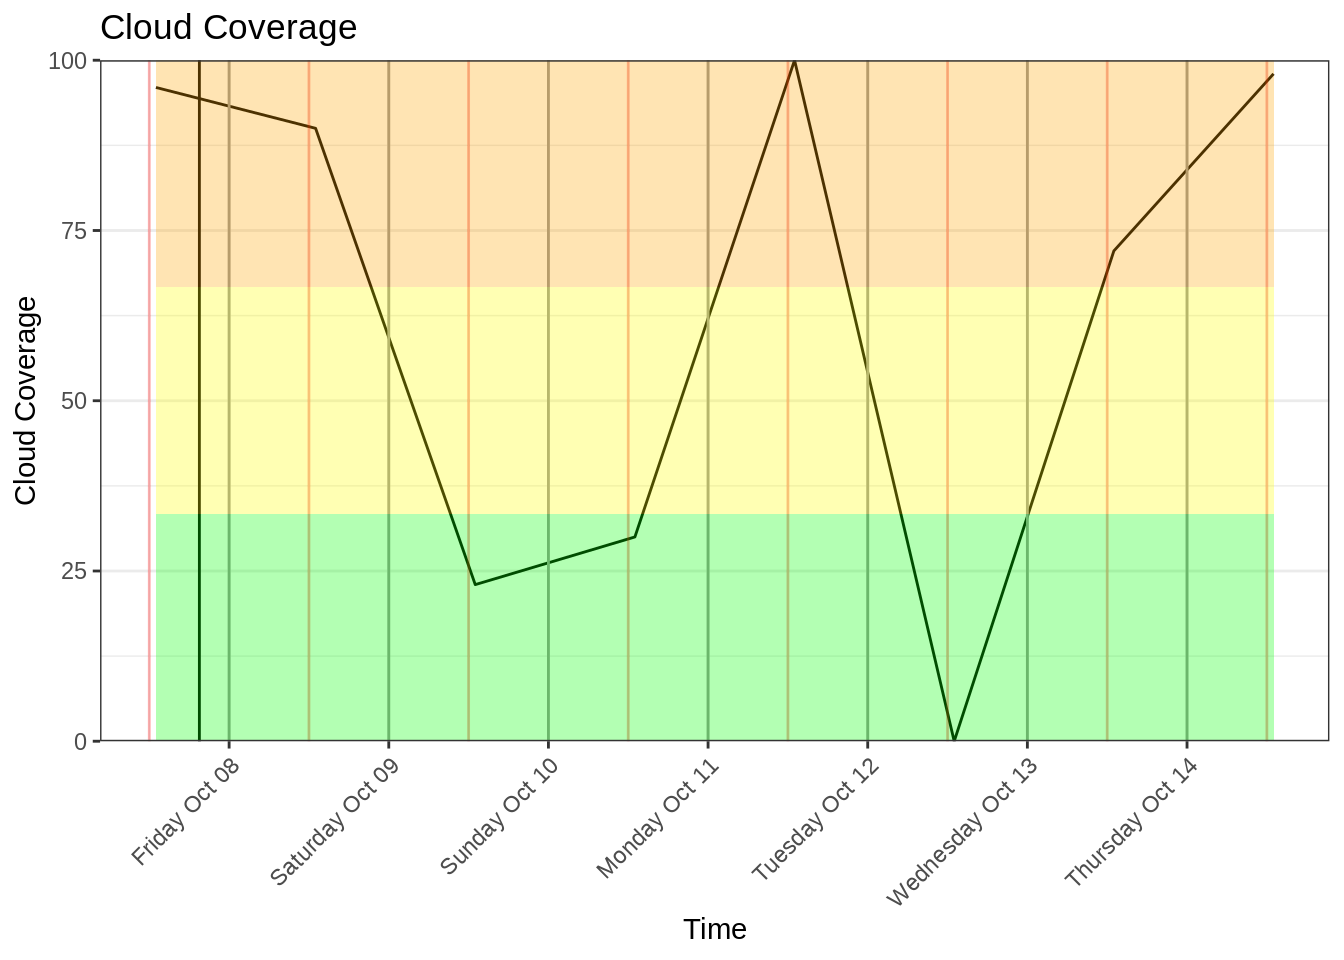 Cloud Coverage
100
75
50
25
0
Cloud Coverage
Friday Oct 08
Saturday Oct 09
Sunday Oct 10
Monday Oct 11
Tuesday Oct 12
Wednesday Oct 13
Thursday Oct 14
Time